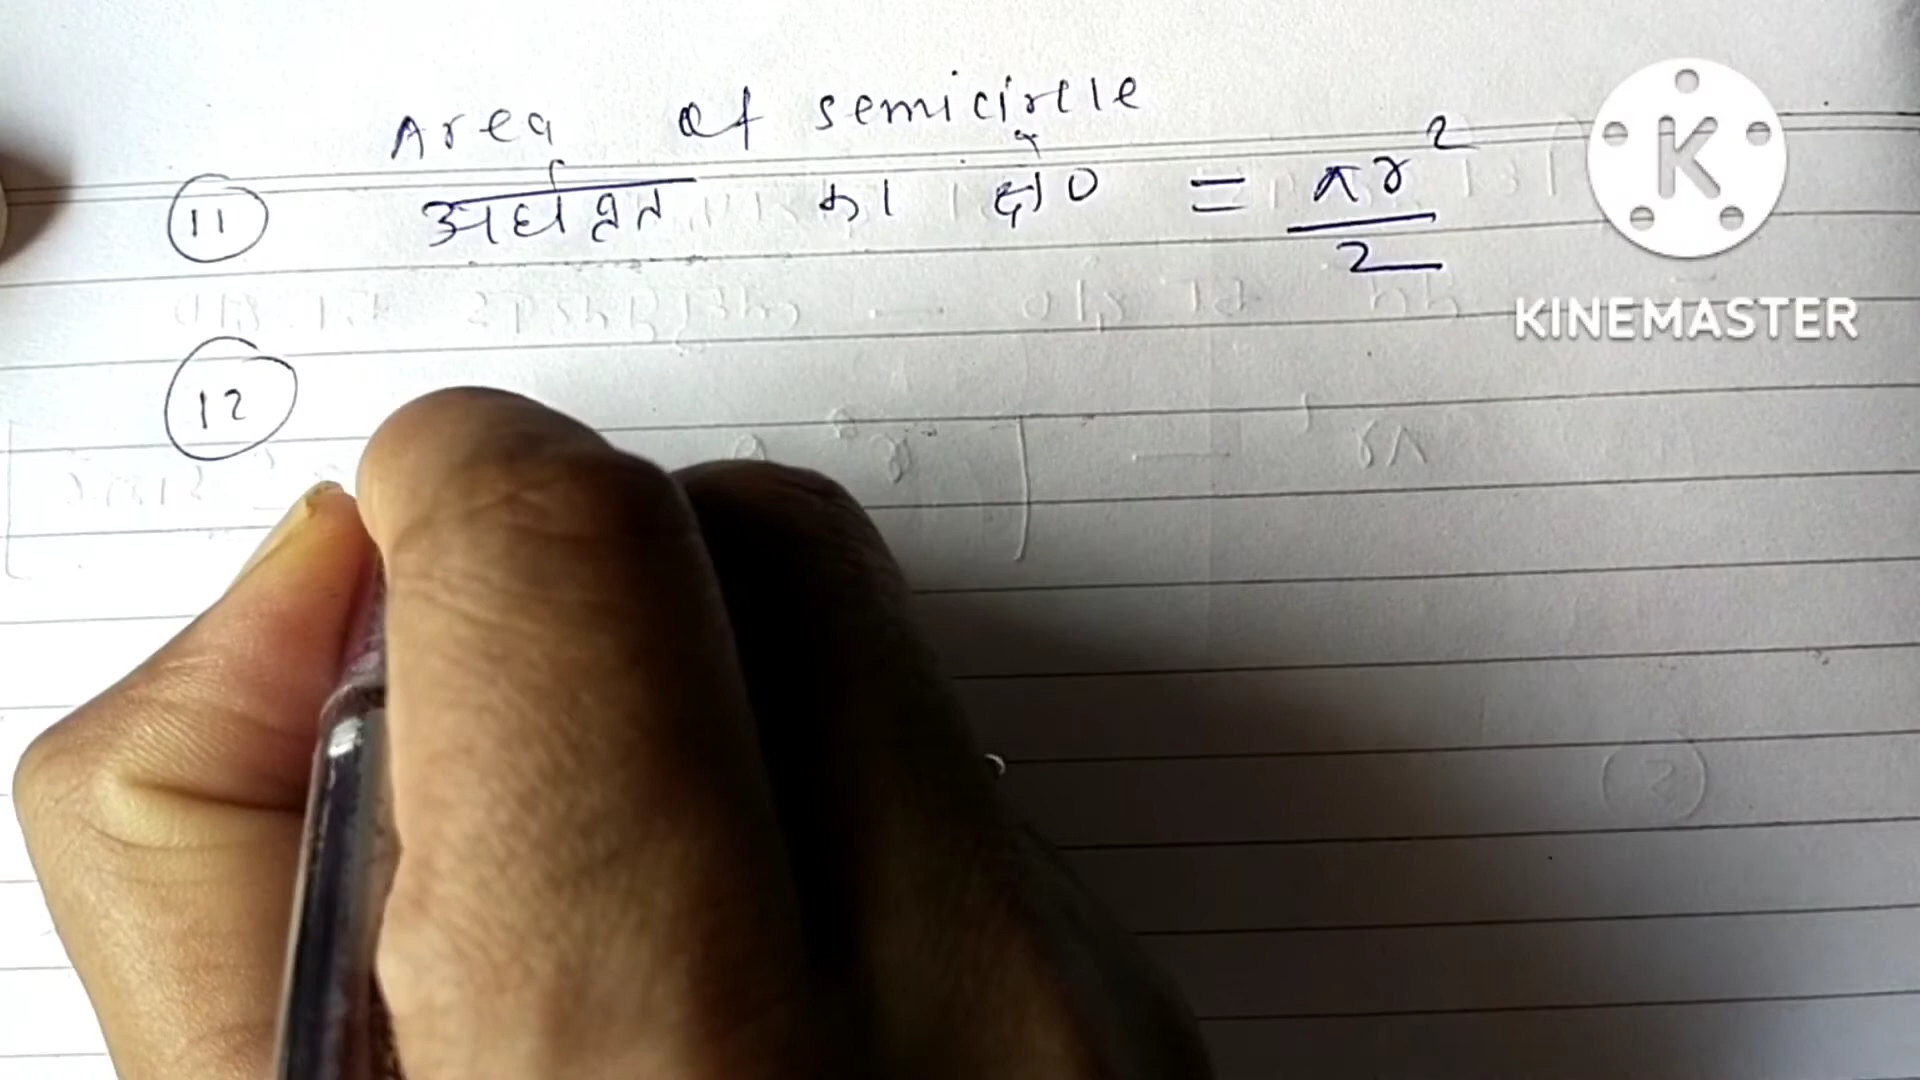 Area of semicircle
11 अर्धवृत का क्षे० = πr²/2
KINEMASTER
12